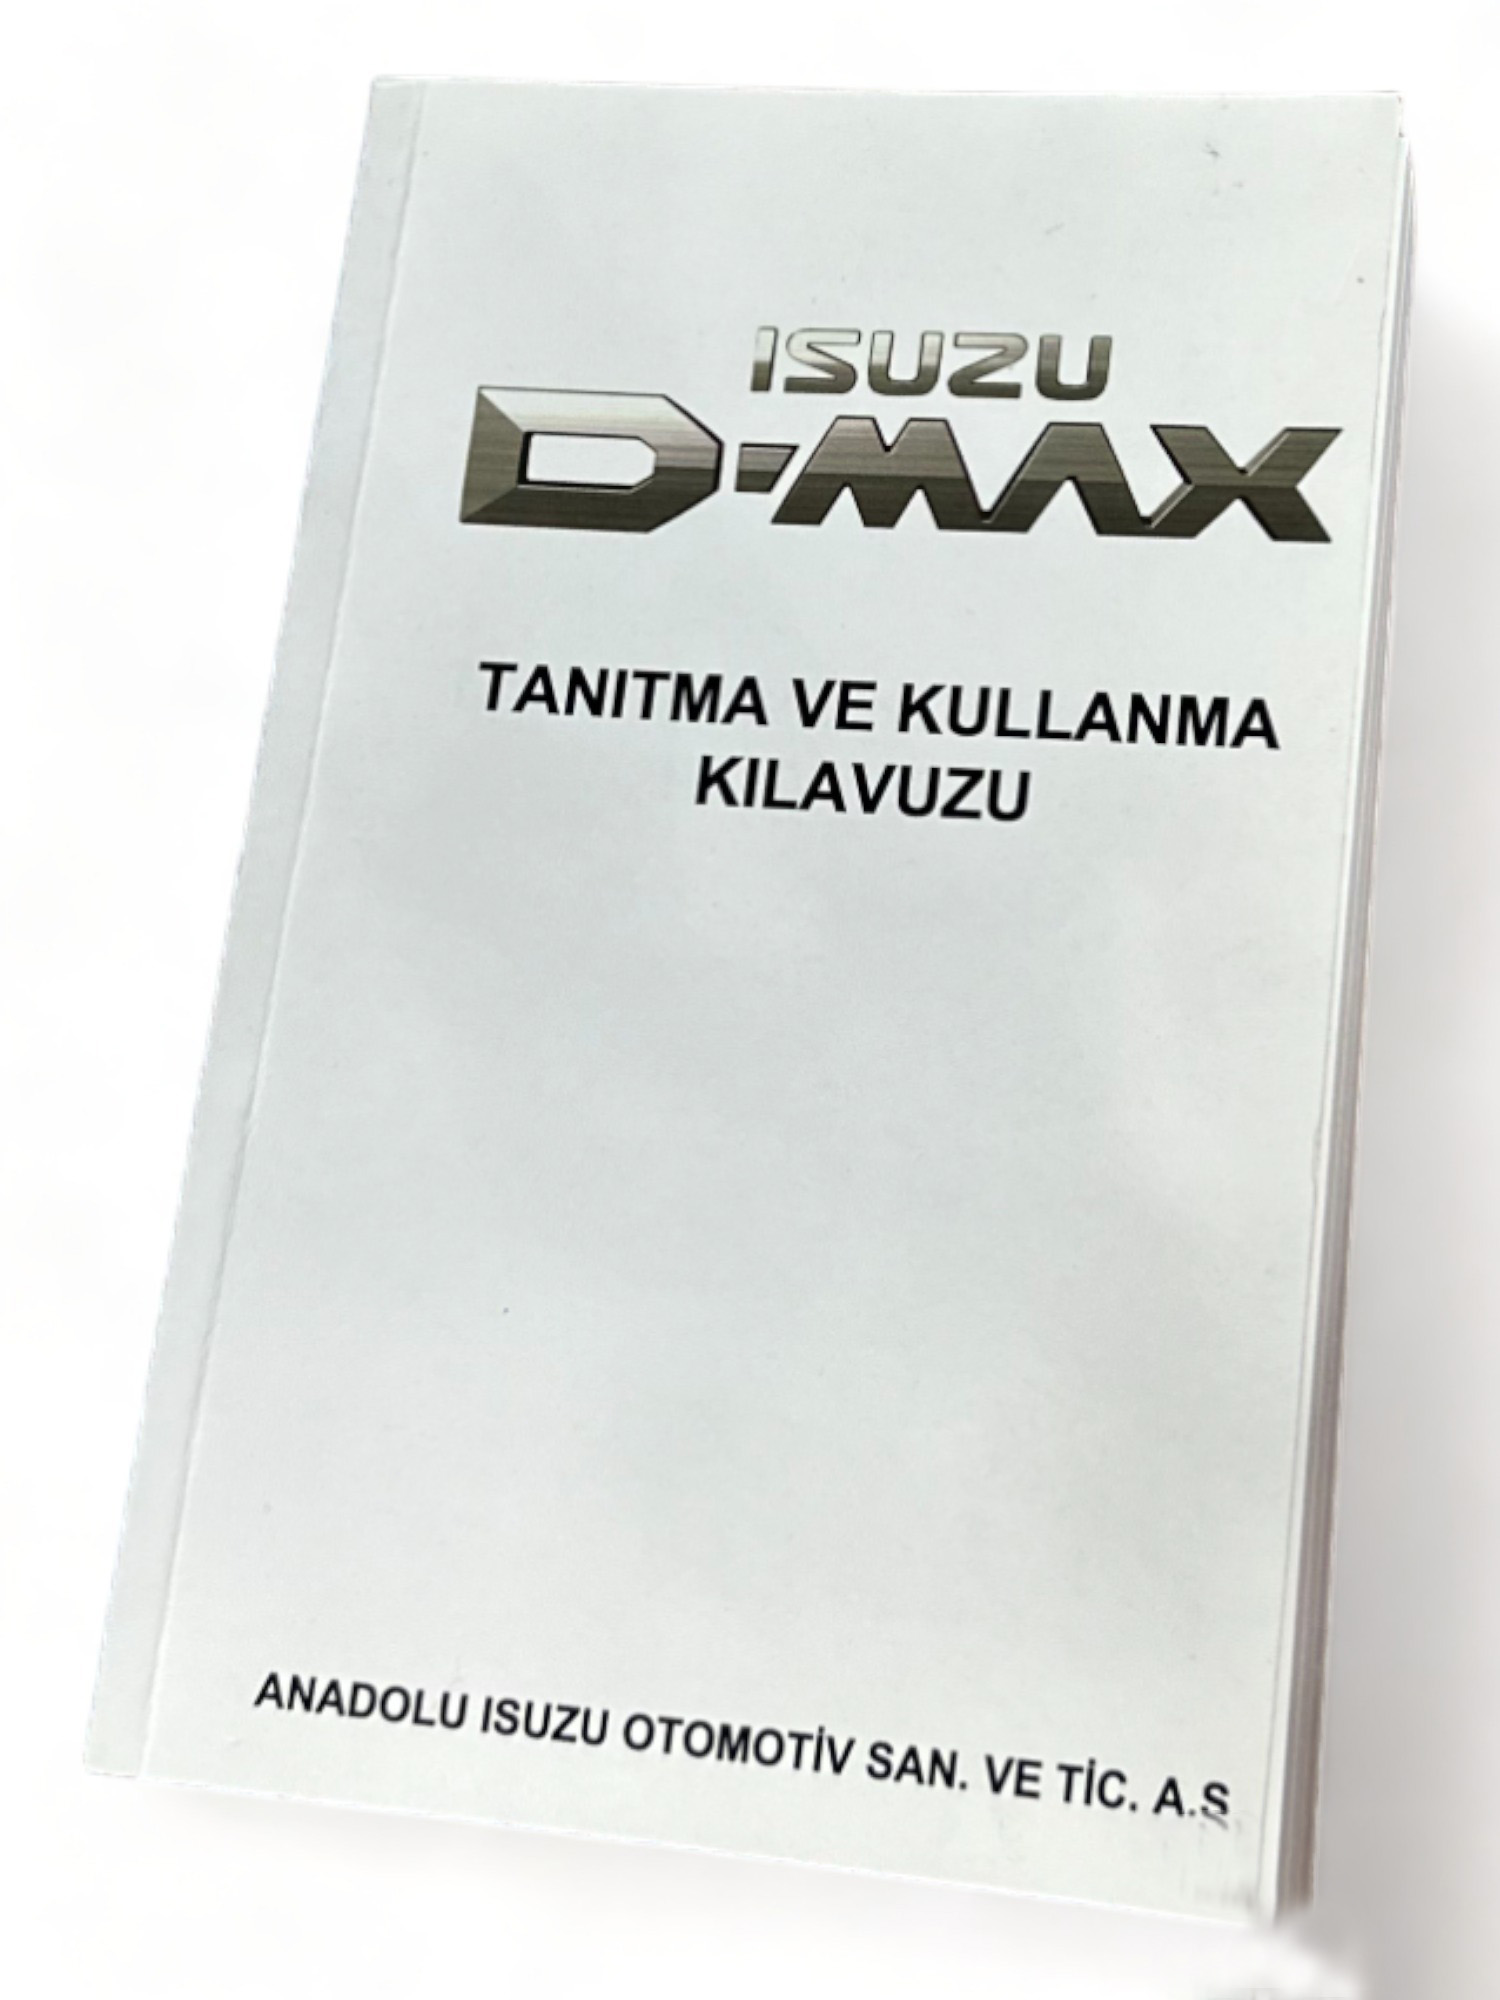 ISUZU
D-MAX
TANITMA VE KULLANMA
KILAVUZU
ANADOLU ISUZU OTOMOTİV SAN. VE TİC. A.Ş